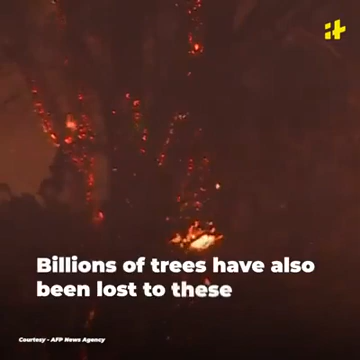 Billions of trees have also
been lost to these
Courtesy - AFP News Agency